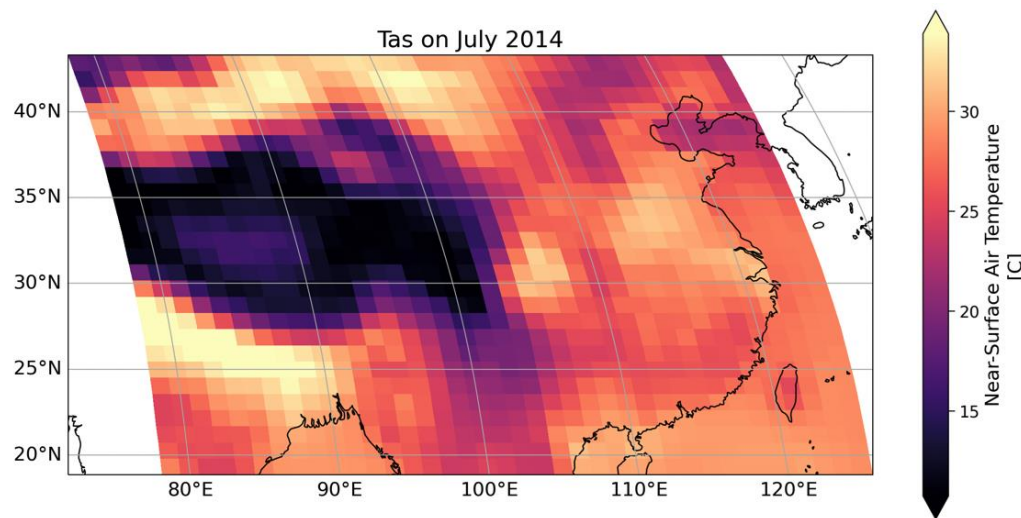 Tas on July 2014
40°N
35°N
30°N
25°N
20°N
80°E
90°E
100°E
110°E
120°E
30
25
20
15
Near-Surface Air Temperature
[C]